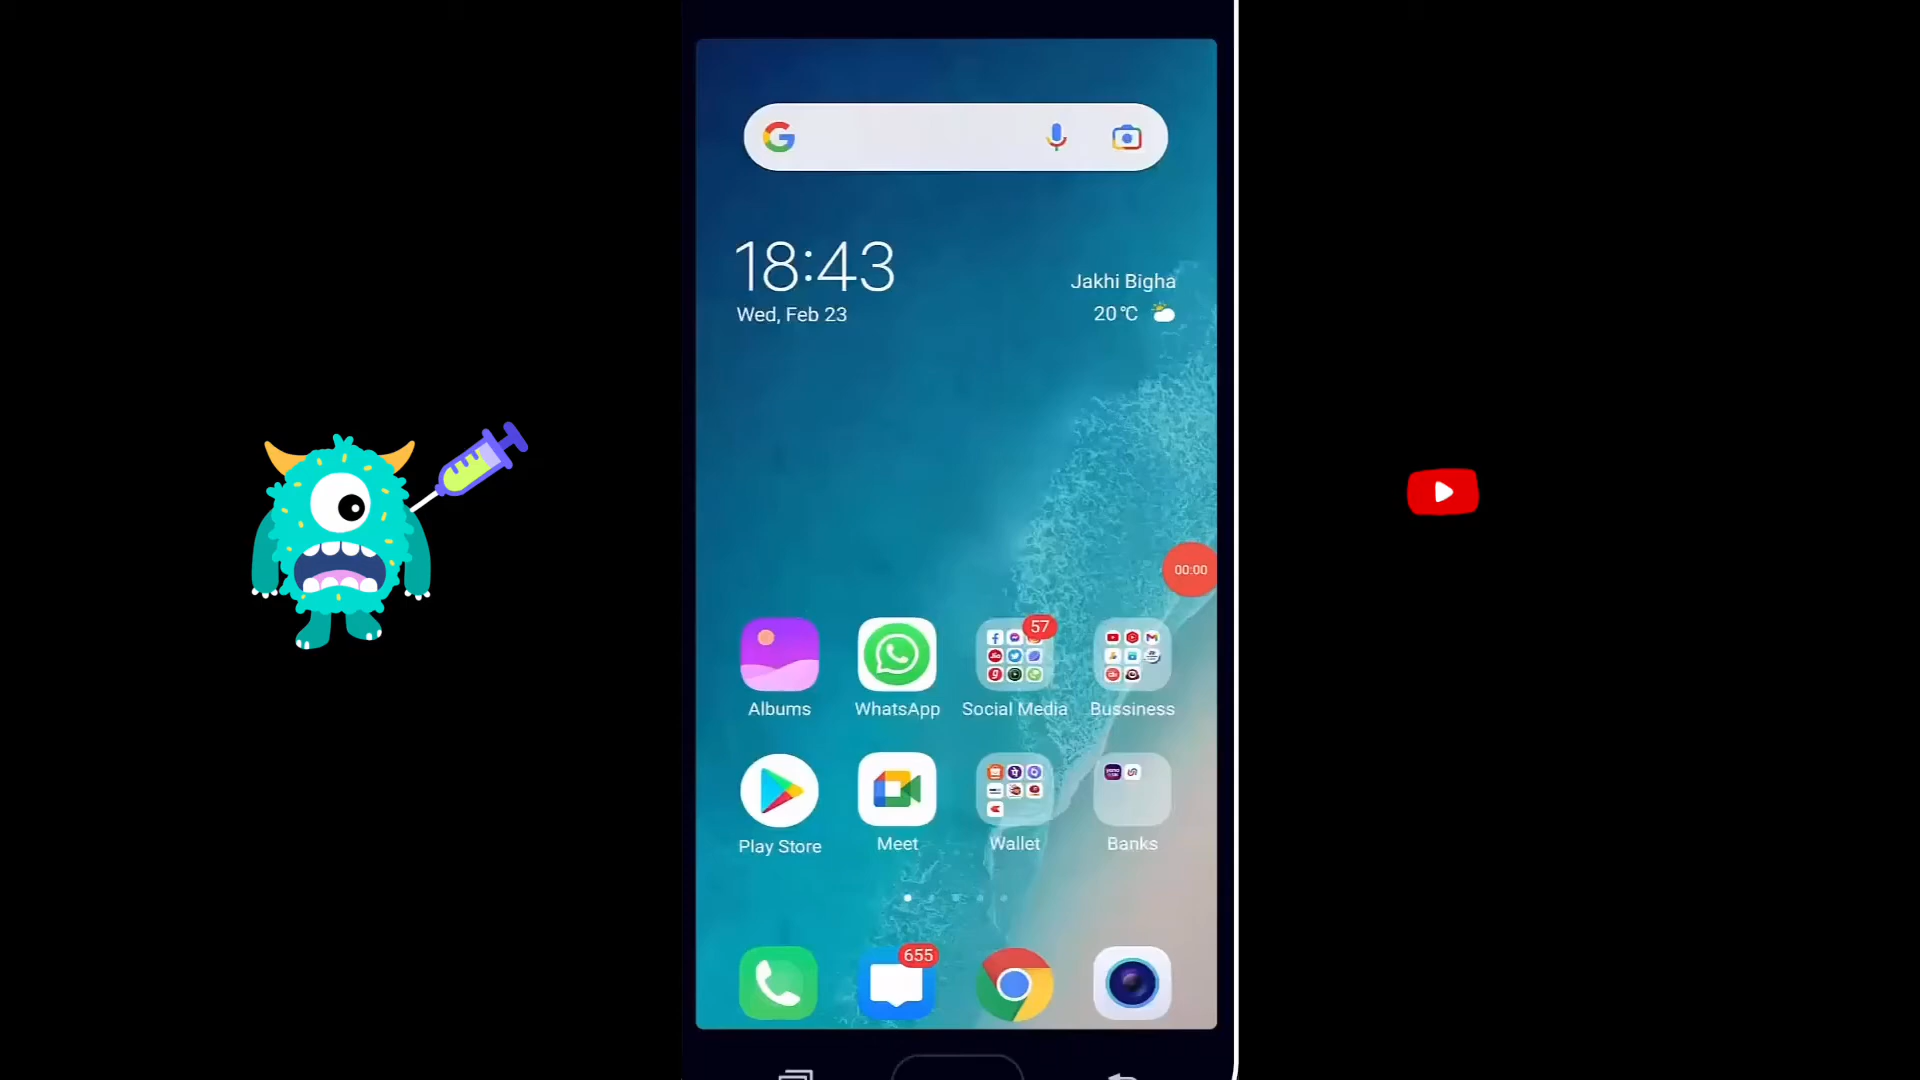 18:43
Wed, Feb 23
Jakhi Bigha
20°C
00:00
57
Albums
WhatsApp
Social Media
Bussiness
Play Store
Meet
Wallet
Banks
655